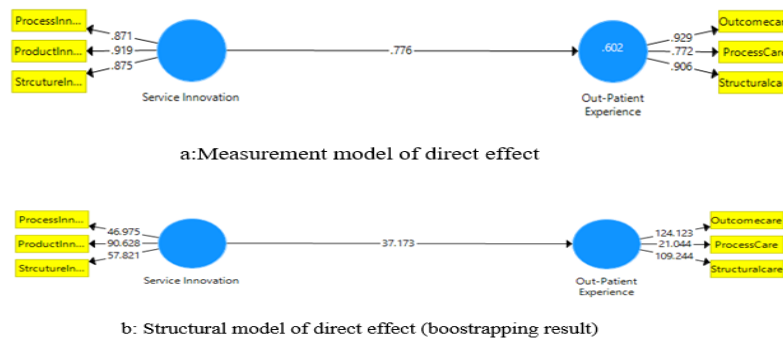 ProcessInn...
ProductInn...
StrcutureIn...
.871
.919
.875
Service Innovation
.776
.602
Out-Patient
Experience
.929
.772
.906
Outcomecare
ProcessCare
Structuralcar
a:Measurement model of direct effect
ProcessInn...
ProductInn...
StrcutureIn...
46.975
90.628
57.821
Service Innovation
37.173
Out-Patient
Experience
124.123
21.044
109.244
Outcomecare
ProcessCare
Structuralcare
b: Structural model of direct effect (boostrapping result)